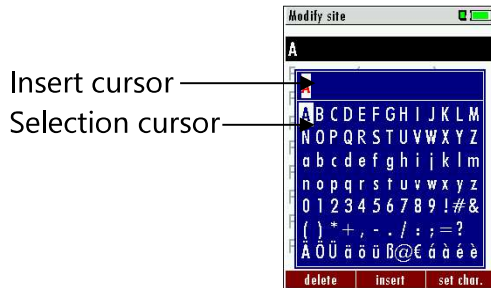 Modify site
A
Insert cursor
A
Selection cursor
A B C D E F G H I J K L M
N O P Q R S T U V W X Y Z
a b c d e f g h i j k l m
n o p q r s t u v w x y z
0 1 2 3 4 5 6 7 8 9 ! # &
( ) * + , - . / : ; = ?
Ä Ö Ü ä ö ü ß @ € á à é è
delete insert set char.